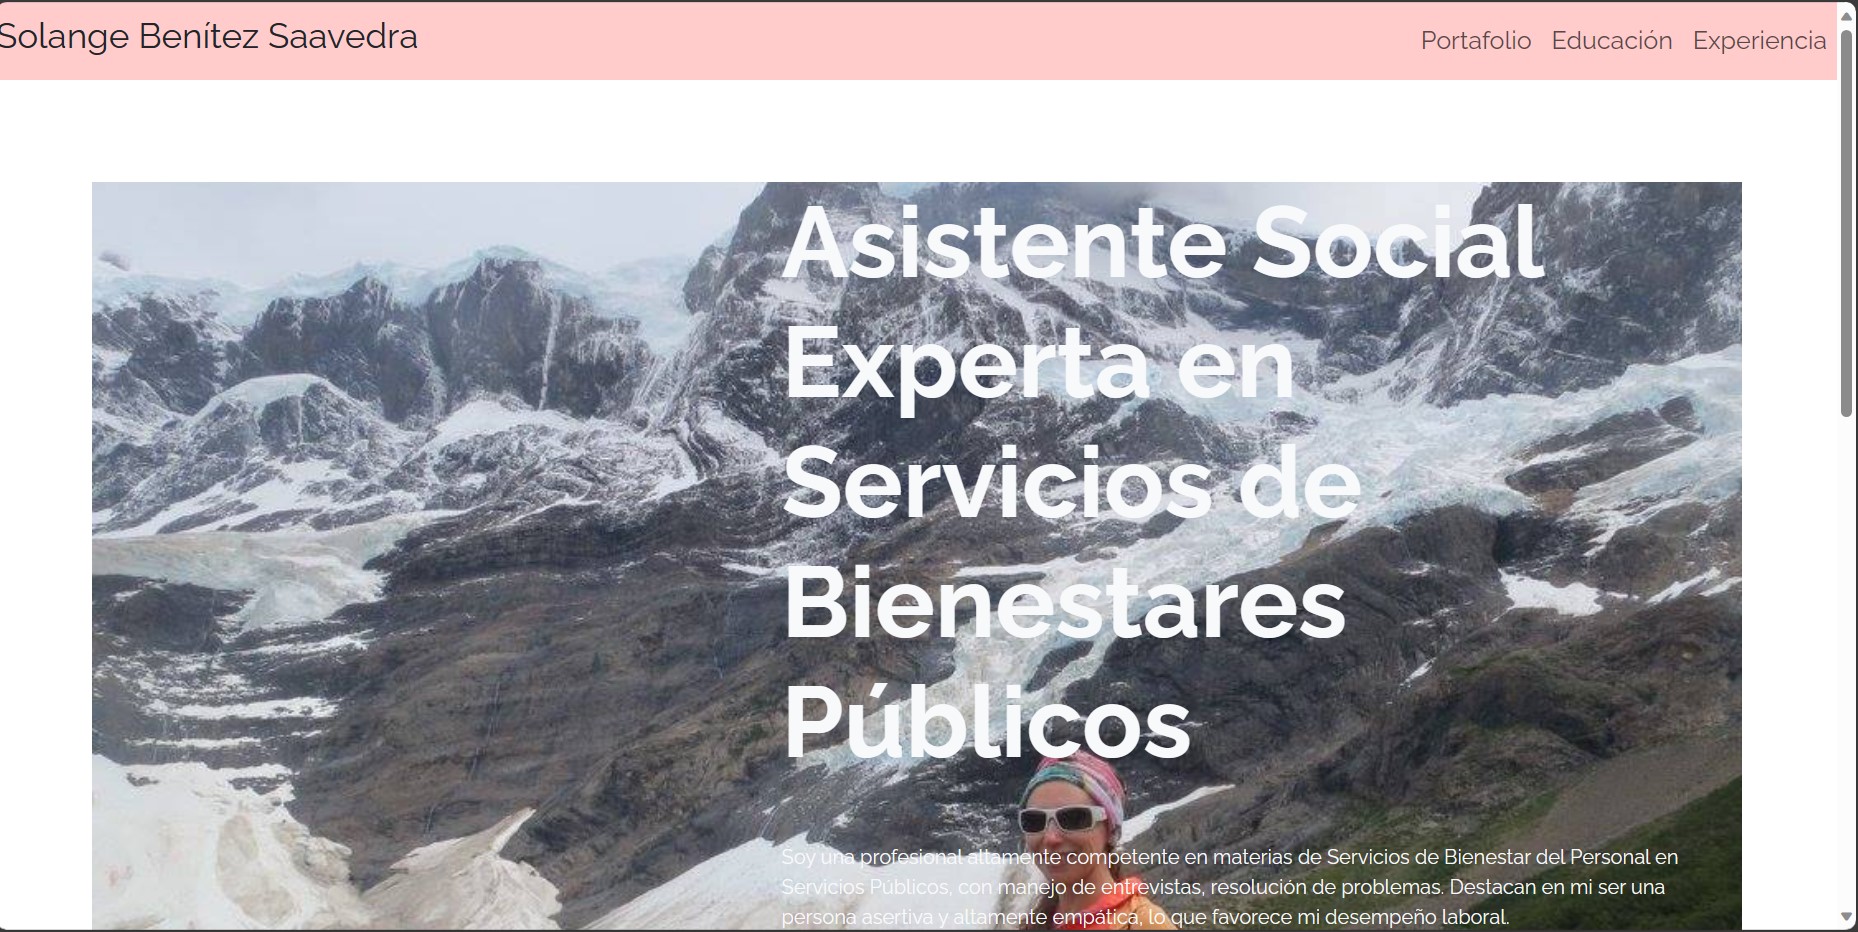 Solange Benítez Saavedra
Portafolio Educación Experiencia
Asistente Social
Experta en
Servicios de
Bienestares
Públicos
Soy una profesional altamente competente en materias de Servicios de Bienestar del Personal en
Servicios Públicos, con manejo de entrevistas, resolución de problemas. Destacan en mi ser una
persona asertiva y altamente empática, lo que favorece mi desempeño laboral.